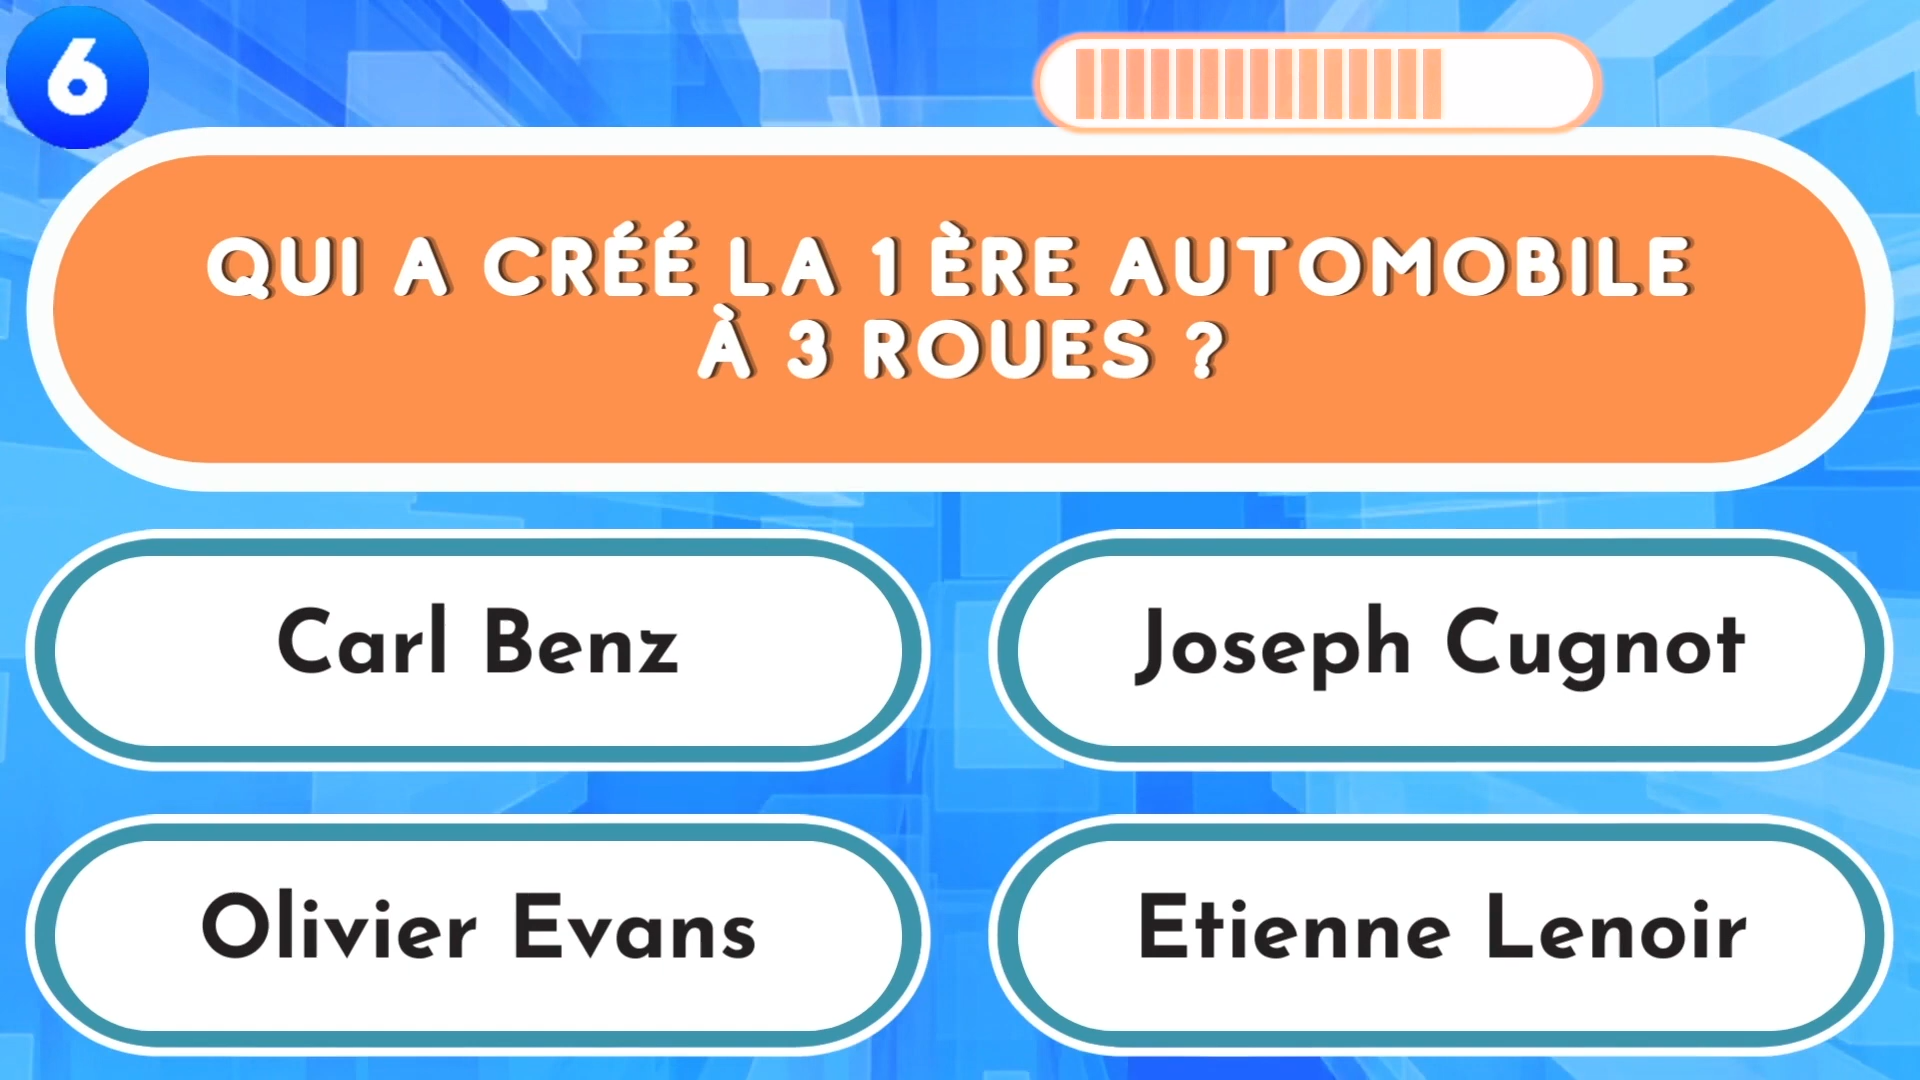 6
QUI A CRÉÉ LA 1 ÈRE AUTOMOBILE
À 3 ROUES ?
Carl Benz
Joseph Cugnot
Olivier Evans
Etienne Lenoir